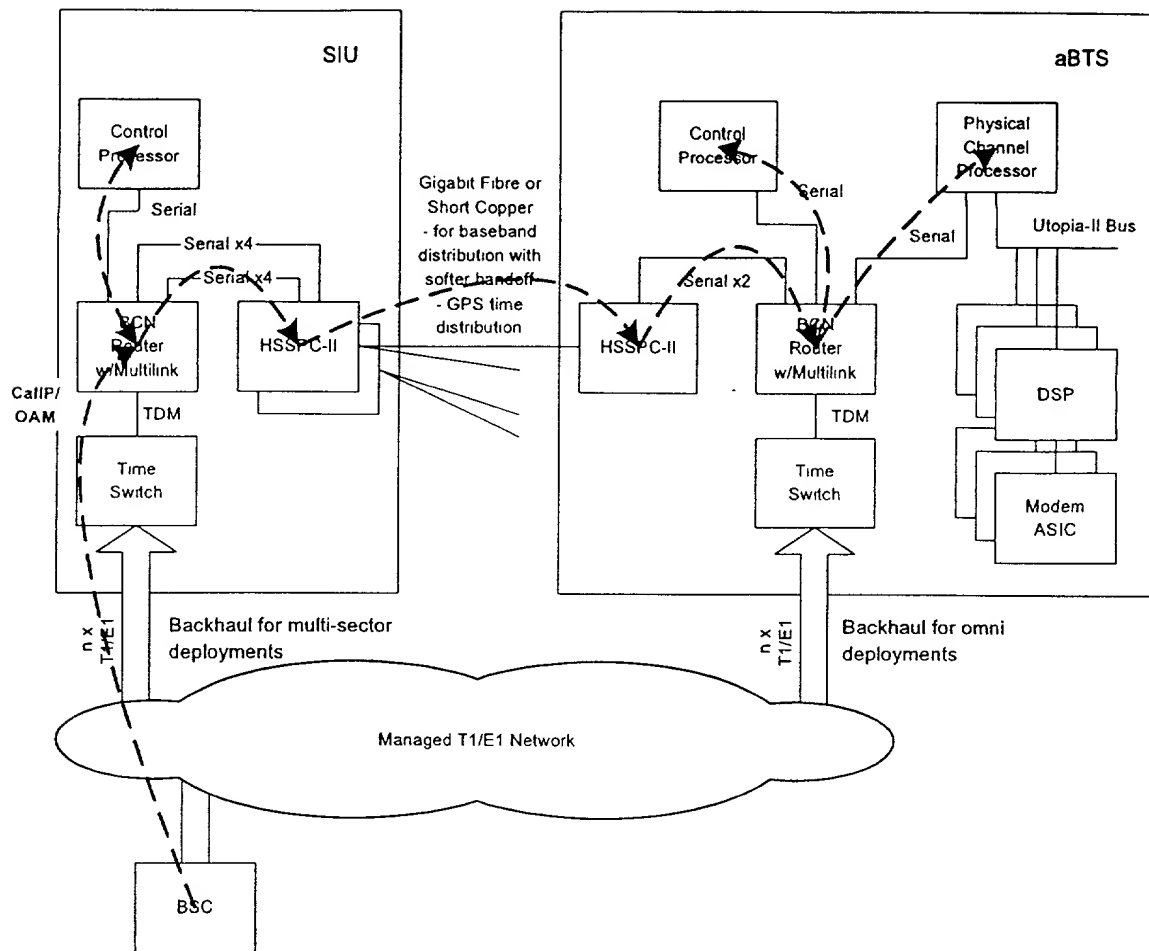 SIU
aBTS
Control
Processor
Control
Processor
Physical
Channel
Processor
Gigabit Fibre or
Short Copper
- for baseband
distribution with
softer handoff
- GPS time
distribution
Serial
Serial
Serial
Utopia-II Bus
Serial x4
Serial x4
Serial x2
BCN
Router
w/Multilink
HSSPC-II
HSSPC-II
BCN
Router
w/Multilink
CallP/
OAM
TDM
TDM
DSP
Time
Switch
Time
Switch
Modem
ASIC
n x
T1/E1
Backhaul for multi-sector
deployments
n x
T1/E1
Backhaul for omni
deployments
Managed T1/E1 Network
BSC